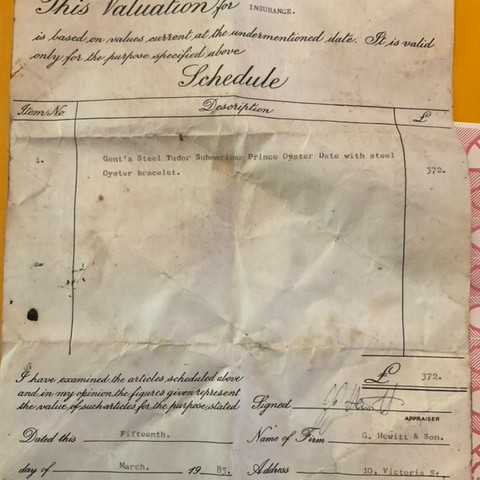 This Valuation for INSURANCE.
is based on values current at the undermentioned date. It is valid
only for the purpose specified above
Schedule
Item No. Description £
1. Gent's Steel Tudor Submariner Prince Oyster Date with steel 372.
Oyster bracelet.
£ 372.
I have examined the articles scheduled above
and in my opinion the figures given represent
the value of such articles for the purpose stated
Signed
APPRAISER
Dated this Fifteenth. Name of Firm G. Hewitt & Son.
day of March. 19 85. Address 10, Victoria St.